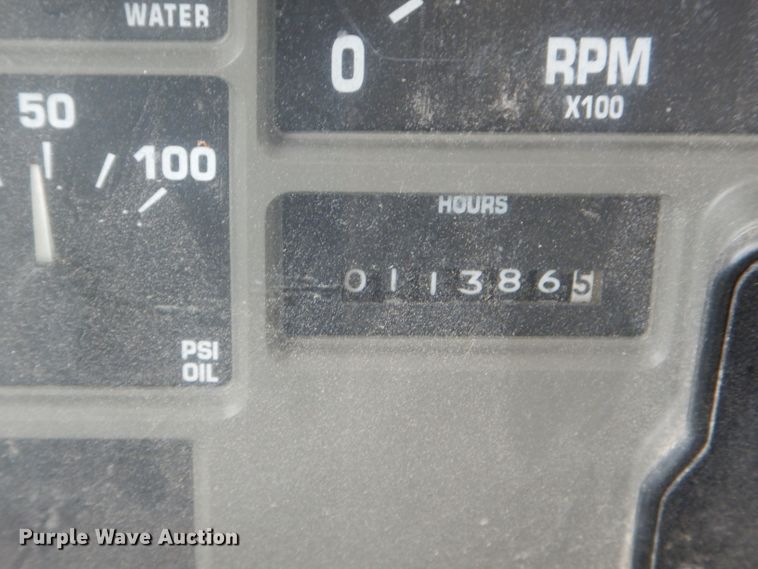 WATER
0
RPM
X100
50
100
PSI
OIL
HOURS
0113865
Purple Wave Auction